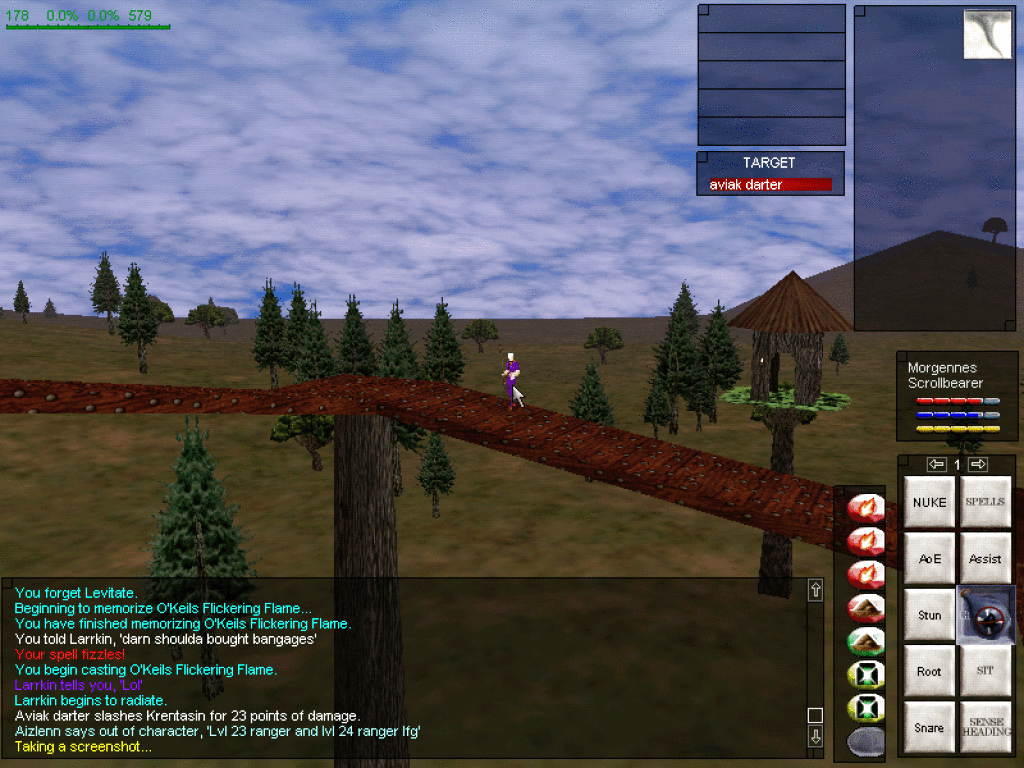 178 0.0% 0.0% 579
TARGET
aviak darter
Morgennes
Scrollbearer
1
NUKE
SPELLS
AoE
Assist
Stun
Root
SIT
Snare
SENSE
HEADING
You forget Levitate.
Beginning to memorize O'Keils Flickering Flame...
You have finished memorizing O'Keils Flickering Flame.
You told Larrkin, 'darn shoulda bought bangages'
Your spell fizzles!
You begin casting O'Keils Flickering Flame.
Larrkin tells you, 'Lol'
Larrkin begins to radiate.
Aviak darter slashes Krentasin for 23 points of damage.
Aizlenn says out of character, 'Lvl 23 ranger and lvl 24 ranger lfg'
Taking a screenshot...